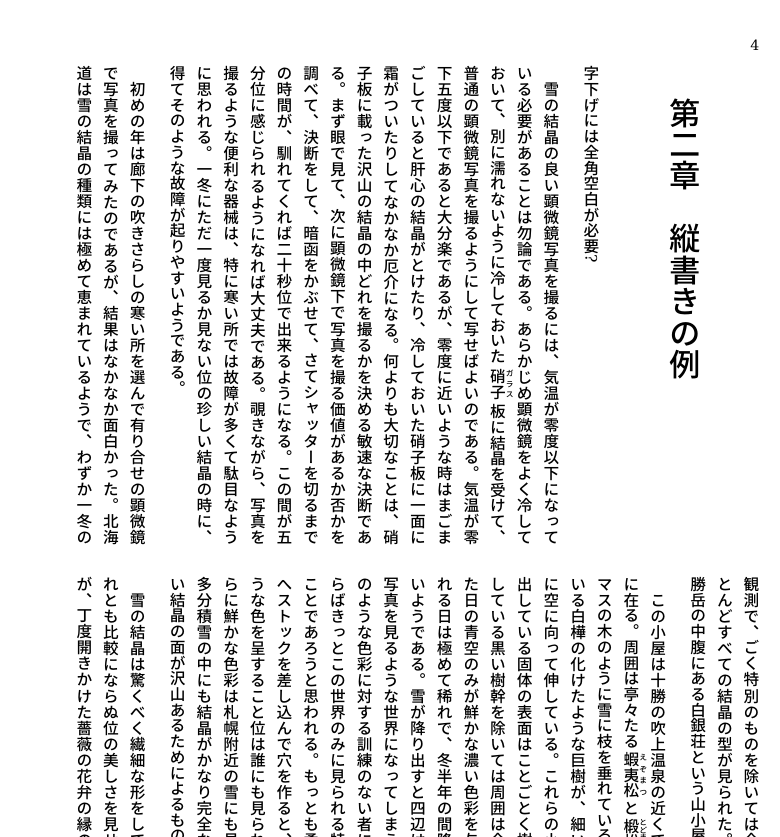 4
第二章　縦書きの例
字下げには全角空白が必要?
　雪の結晶の良い顕微鏡写真を撮るには、気温が零度以下になって
いる必要があることは勿論である。あらかじめ顕微鏡をよく冷して
ガラス
おいて、別に濡れないように冷しておいた硝子板に結晶を受けて、
普通の顕微鏡写真を撮るようにして写せばよいのである。気温が零
下五度以下であると大分楽であるが、零度に近いような時はまごま
ごしていると肝心の結晶がとけたり、冷しておいた硝子板に一面に
霜がついたりしてなかなか厄介になる。何よりも大切なことは、硝
子板に載った沢山の結晶の中どれを撮るかを決める敏速な決断であ
る。まず眼で見て、次に顕微鏡下で写真を撮る価値があるか否かを
調べて、決断をして、暗函をかぶせて、さてシャッターを切るまで
の時間が、馴れてくれば二十秒位で出来るようになる。この間が五
分位に感じられるようになれば大丈夫である。覗きながら、写真を
撮るような便利な器械は、特に寒い所では故障が多くて駄目なよう
に思われる。一冬にただ一度見るか見ない位の珍しい結晶の時に、
得てそのような故障が起りやすいようである。
　初めの年は廊下の吹きさらしの寒い所を選んで有り合せの顕微鏡
で写真を撮ってみたのであるが、結果はなかなか面白かった。北海
道は雪の結晶の種類には極めて恵まれているようで、わずか一冬の
観測で、ごく特別のものを除いては
とんどすべての結晶の型が見られた。
勝岳の中腹にある白銀荘という山小屋
　この小屋は十勝の吹上温泉の近くで
えぞまつ
に在る。周囲は亭々たる蝦夷松と椴松
マスの木のように雪に枝を垂れている
いる白樺の化けたような巨樹が、細い
に空に向って伸している。これらの
出している固体の表面はことごとく樹
している黒い樹幹を除いては周囲は
た日の青空のみが鮮かな濃い色彩を
れる日は極めて稀れで、冬半年の間
いようである。雪が降り出すと四辺は
写真を見るような世界になってしま
のような色彩に対する訓練のない者に
らばきっとこの世界のみに見られる特
ことであろうと思われる。もっとも
ヘストックを差し込んで穴を作ると、
うな色を呈すること位は誰にも見ら
らに鮮かな色彩は札幌附近の雪にも見
多分積雪の中にも結晶がかなり完全
い結晶の面が沢山あるためによるもの
　雪の結晶は驚くべく繊細な形をして
れとも比較にならぬ位の美しさを見せ
が、丁度開きかけた薔薇の花弁の縁の